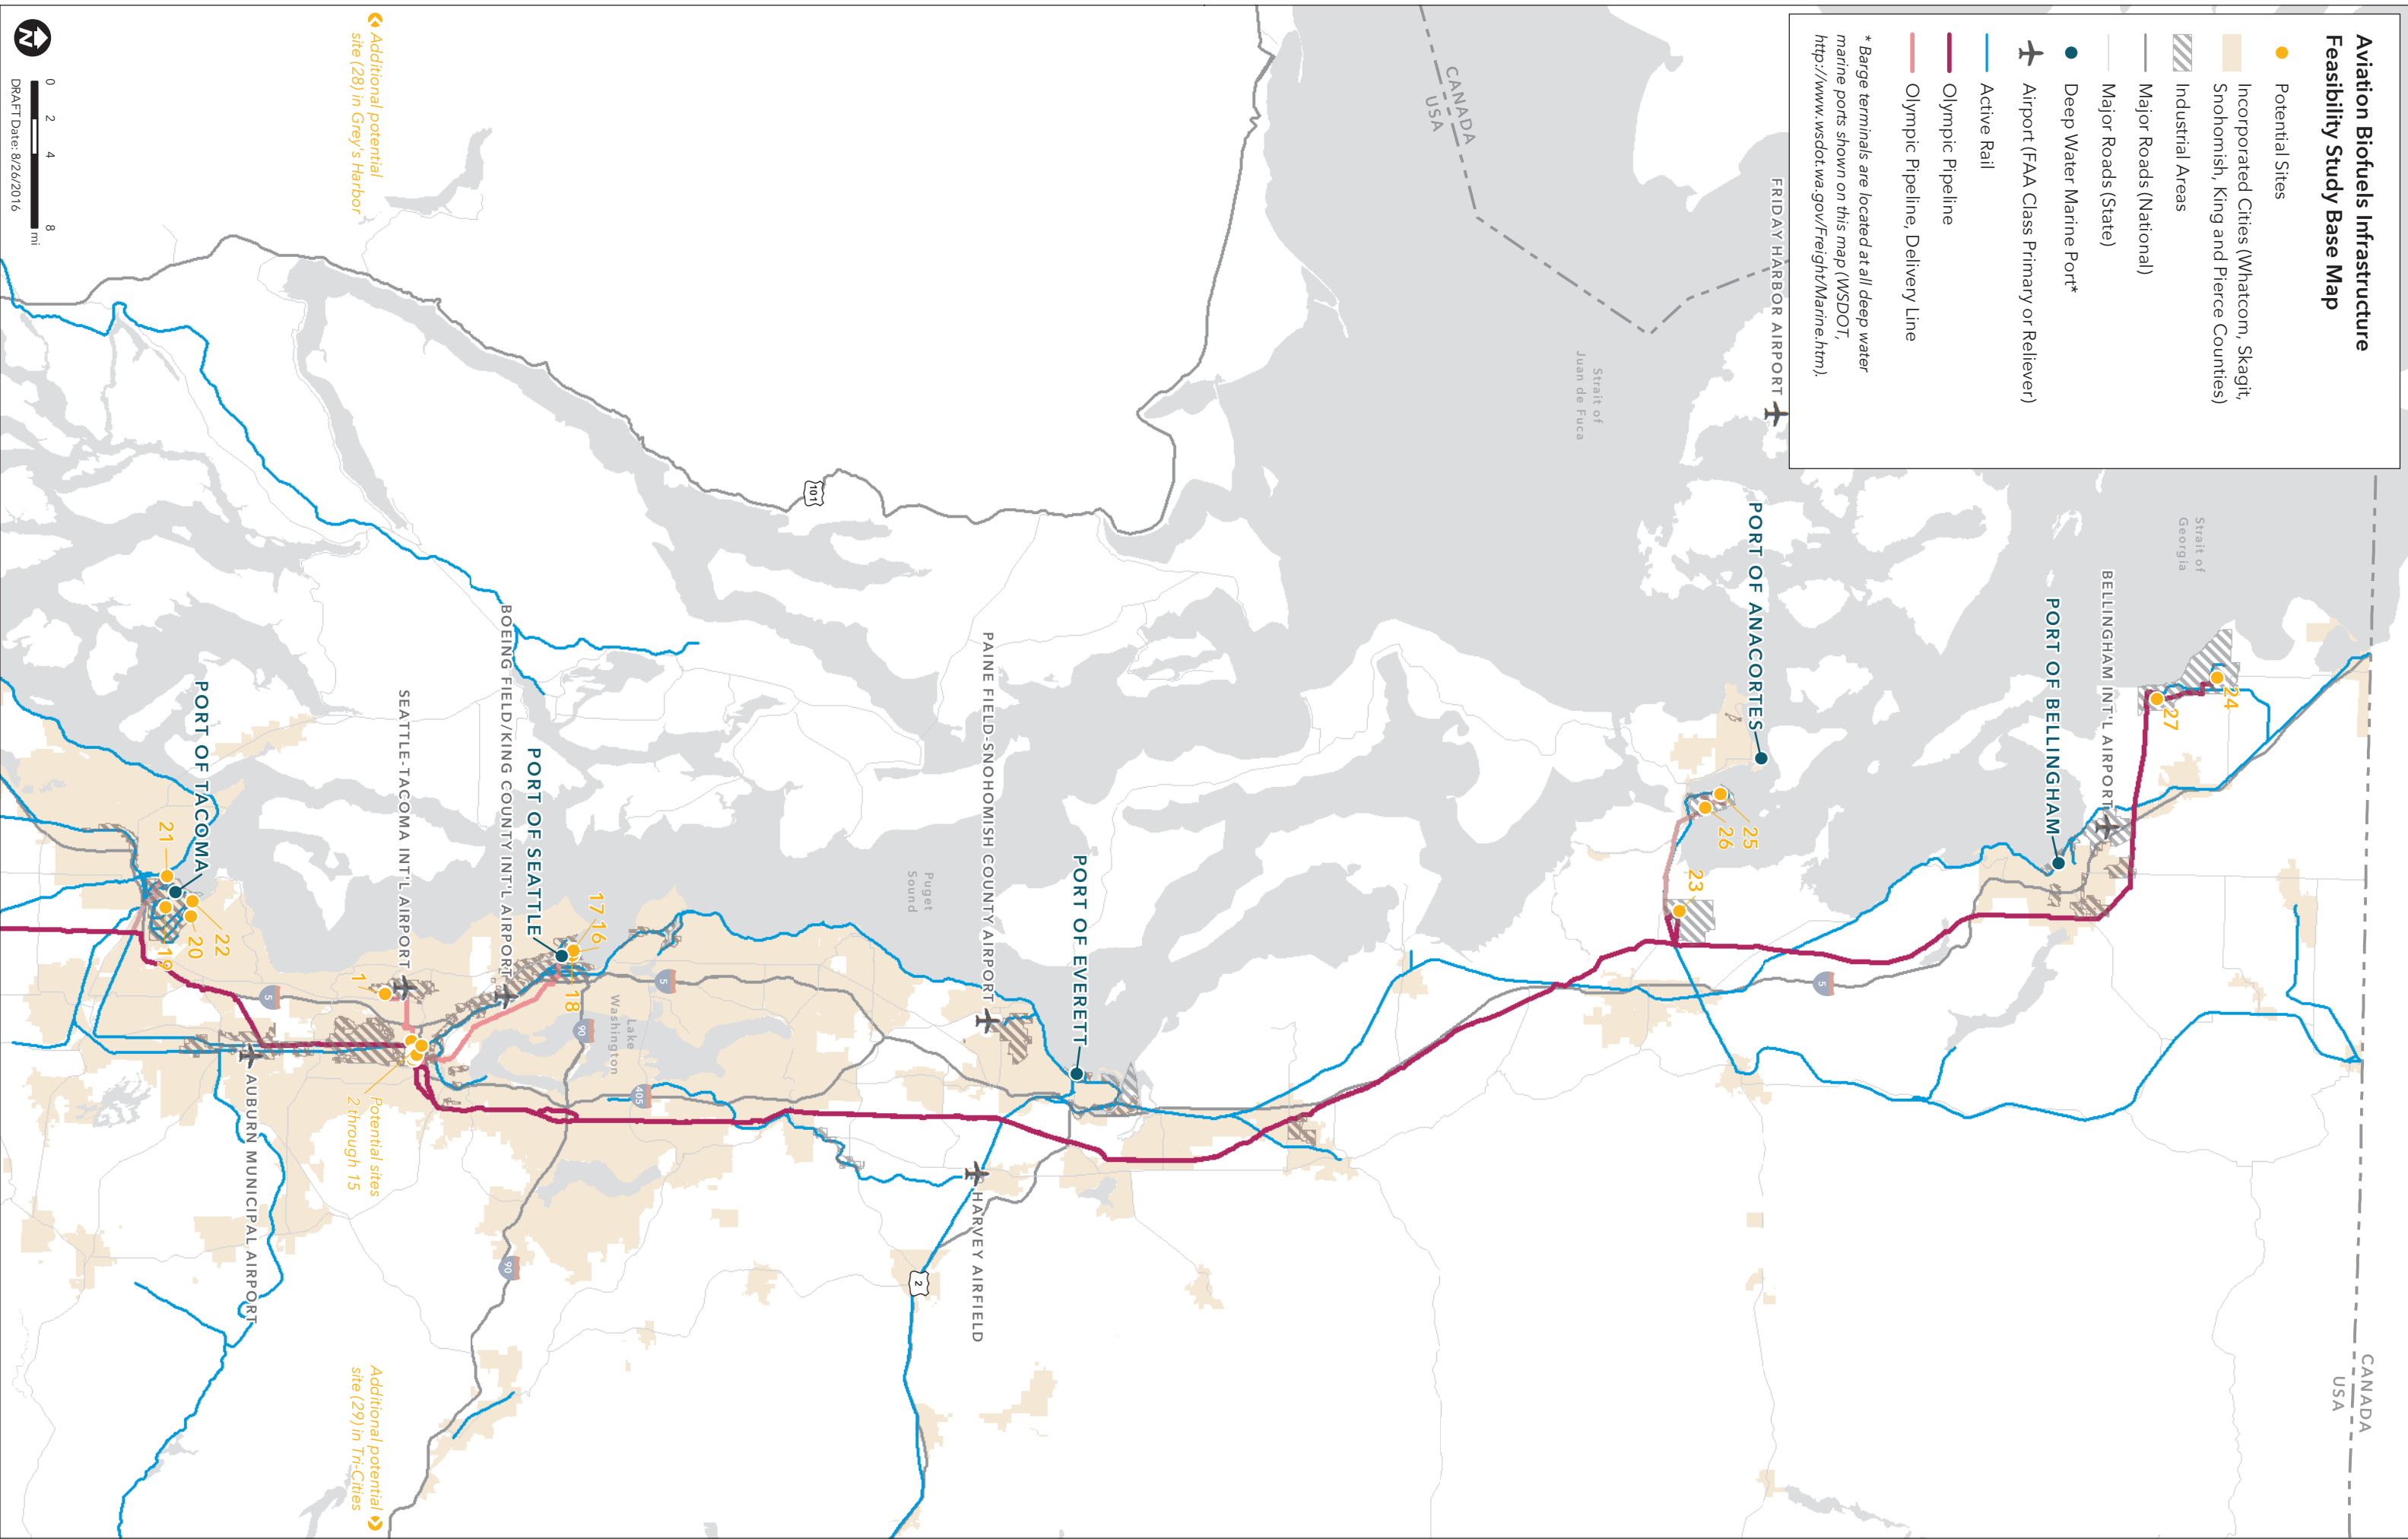 Aviation Biofuels Infrastructure
Feasibility Study Base Map
Potential Sites
Incorporated Cities (Whatcom, Skagit,
Snohomish, King and Pierce Counties)
Industrial Areas
Major Roads (National)
Major Roads (State)
Deep Water Marine Port*
Airport (FAA Class Primary or Reliever)
Active Rail
Olympic Pipeline
Olympic Pipeline, Delivery Line
* Barge terminals are located at all deep water
marine ports shown on this map (WSDOT,
http://www.wsdot.wa.gov/Freight/Marine.htm).
CANADA
USA
Strait of
Georgia
24
27
BELLINGHAM INT'L AIRPORT
PORT OF BELLINGHAM
5
FRIDAY HARBOR AIRPORT
PORT OF ANACORTES
25
26
23
Strait of
Juan de Fuca
CANADA
USA
PORT OF EVERETT
PAINE FIELD-SNOHOMISH COUNTY AIRPORT
HARVEY AIRFIELD
2
Puget
Sound
101
5
405
Lake
Washington
90
17
16
18
PORT OF SEATTLE
BOEING FIELD/KING COUNTY INT'L AIRPORT
90
SEATTLE-TACOMA INT'L AIRPORT
1
Potential sites
2 through 15
Additional potential
site (28) in Grey's Harbor
Additional potential
site (29) in Tri-Cities
5
AUBURN MUNICIPAL AIRPORT
PORT OF TACOMA
22
20
19
21
N
0 2 4 8 mi
DRAFT Date: 8/26/2016